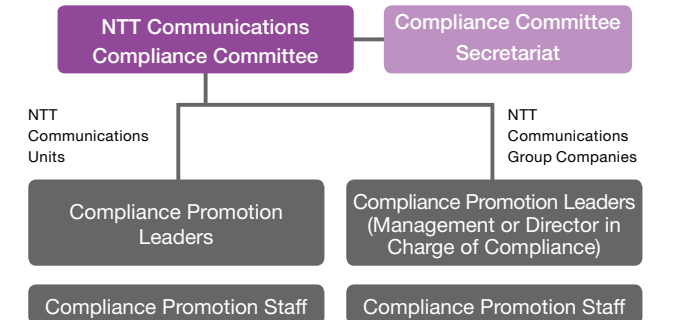 NTT Communications
Compliance Committee
Compliance Committee
Secretariat
NTT
Communications
Units
NTT
Communications
Group Companies
Compliance Promotion
Leaders
Compliance Promotion Leaders
(Management or Director in
Charge of Compliance)
Compliance Promotion Staff
Compliance Promotion Staff